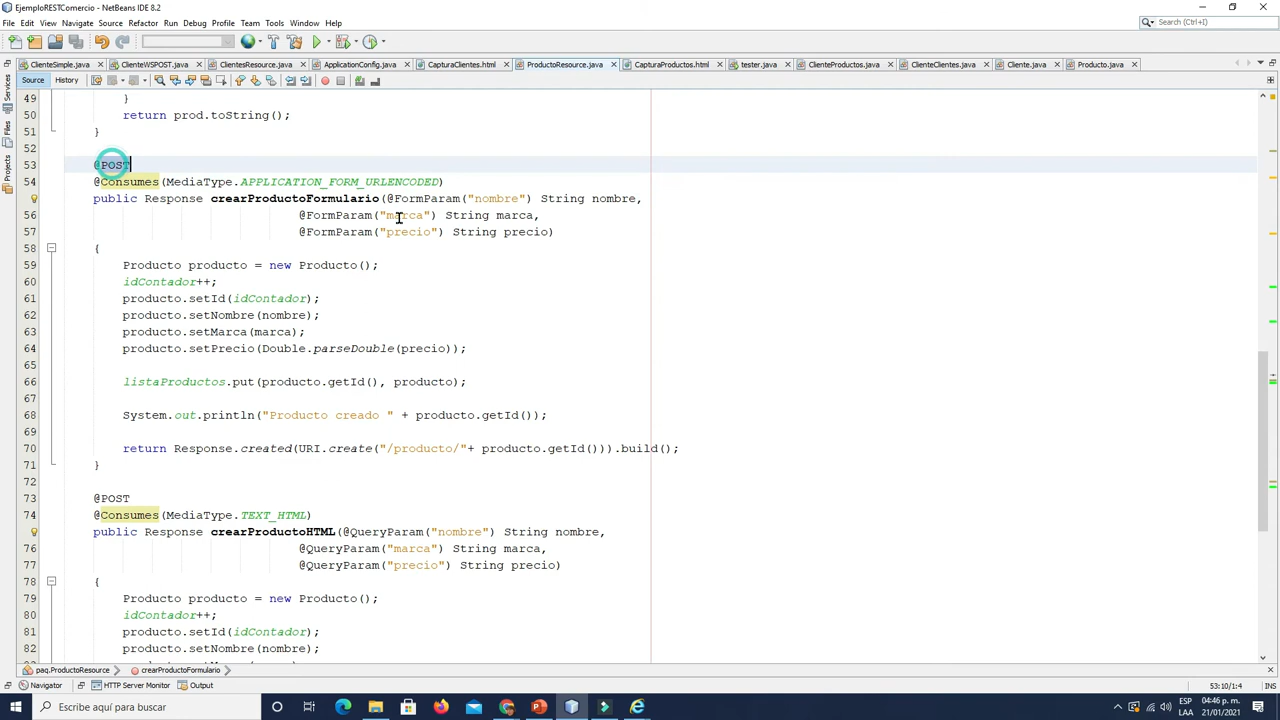 EjemploRESTComercio - NetBeans IDE 8.2
File Edit View Navigate Source Refactor Run Debug Profile Team Tools Window Help
Search (Ctrl+I)
ClienteSimple.java ClienteWSPOST.java ClientesResource.java ApplicationConfig.java CapturaClientes.html ProductoResource.java CapturaProductos.html tester.java ClienteProductos.java ClienteClientes.java Cliente.java Producto.java
Source History
Services
Files
Projects
49 }
50 return prod.toString();
51 }
52
53 @POST
54 @Consumes(MediaType.APPLICATION_FORM_URLENCODED)
public Response crearProductoFormulario(@FormParam("nombre") String nombre,
56 @FormParam("marca") String marca,
57 @FormParam("precio") String precio)
58 {
59 Producto producto = new Producto();
60 idContador++;
61 producto.setId(idContador);
62 producto.setNombre(nombre);
63 producto.setMarca(marca);
64 producto.setPrecio(Double.parseDouble(precio));
65
66 listaProductos.put(producto.getId(), producto);
67
68 System.out.println("Producto creado " + producto.getId());
69
70 return Response.created(URI.create("/producto/"+ producto.getId())).build();
71 }
72
73 @POST
74 @Consumes(MediaType.TEXT_HTML)
public Response crearProductoHTML(@QueryParam("nombre") String nombre,
76 @QueryParam("marca") String marca,
77 @QueryParam("precio") String precio)
78 {
79 Producto producto = new Producto();
80 idContador++;
81 producto.setId(idContador);
82 producto.setNombre(nombre);
paq.ProductoResource crearProductoFormulario
Navigator HTTP Server Monitor Output
53:10/1:4 INS
Escribe aquí para buscar
ESP
LAA
04:46 p. m.
21/01/2021